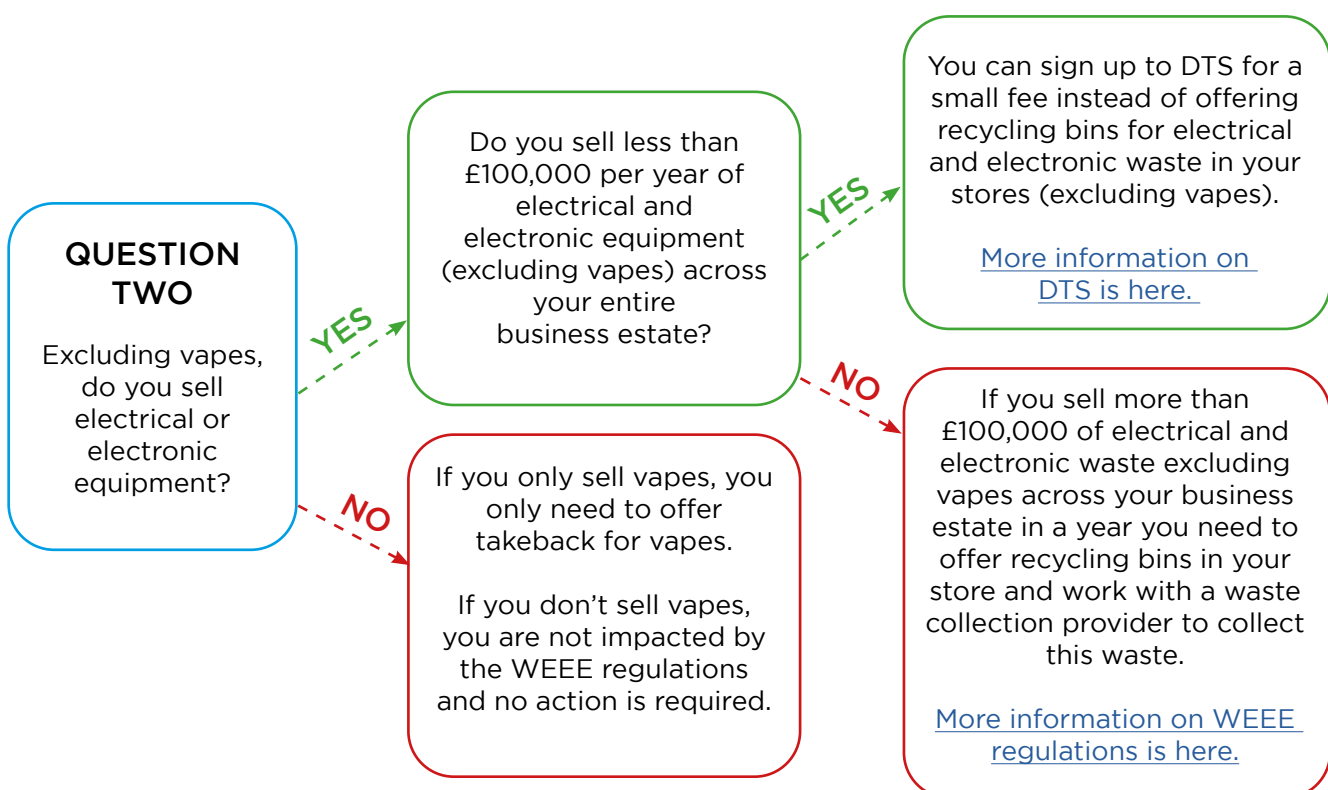 QUESTION
TWO
Excluding vapes,
do you sell
electrical or
electronic
equipment?
YES
NO
Do you sell less than
£100,000 per year of
electrical and
electronic equipment
(excluding vapes) across
your entire
business estate?
YES
NO
If you only sell vapes, you
only need to offer
takeback for vapes.
If you don’t sell vapes,
you are not impacted by
the WEEE regulations
and no action is required.
You can sign up to DTS for a
small fee instead of offering
recycling bins for electrical
and electronic waste in your
stores (excluding vapes).
More information on
DTS is here.
If you sell more than
£100,000 of electrical and
electronic waste excluding
vapes across your business
estate in a year you need to
offer recycling bins in your
store and work with a waste
collection provider to collect
this waste.
More information on WEEE
regulations is here.